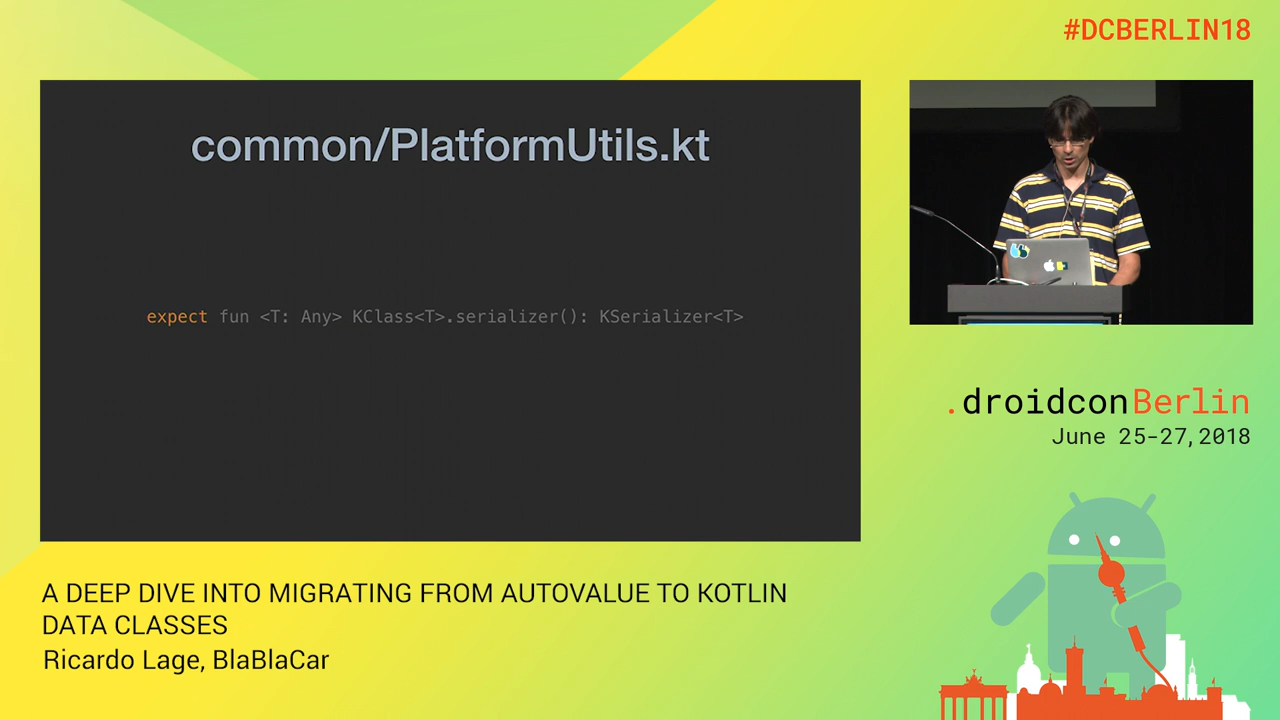 #DCBERLIN18
common/PlatformUtils.kt
expect fun <T: Any> KClass<T>.serializer(): KSerializer<T>
.droidconBerlin
June 25-27, 2018
A DEEP DIVE INTO MIGRATING FROM AUTOVALUE TO KOTLIN
DATA CLASSES
Ricardo Lage, BlaBlaCar